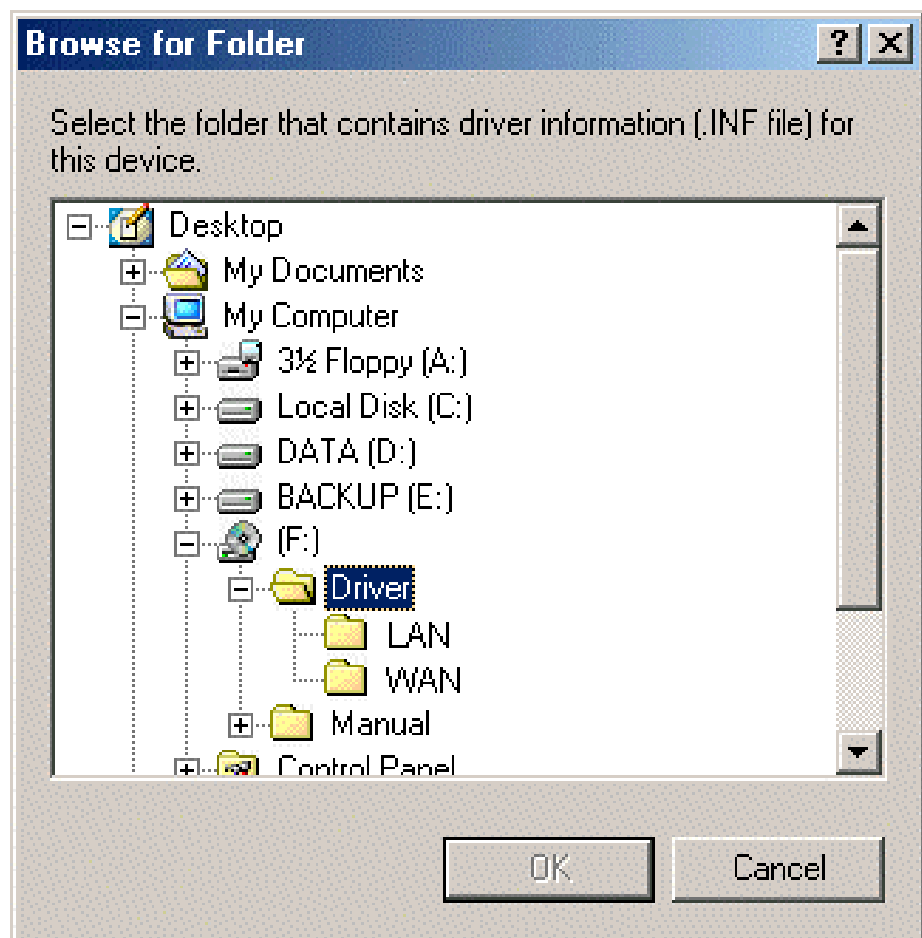 Browse for Folder
Select the folder that contains driver information (.INF file) for
this device.
Desktop
My Documents
My Computer
3½ Floppy (A:)
Local Disk (C:)
DATA (D:)
BACKUP (E:)
(F:)
Driver
LAN
WAN
Manual
Control Panel
OK
Cancel